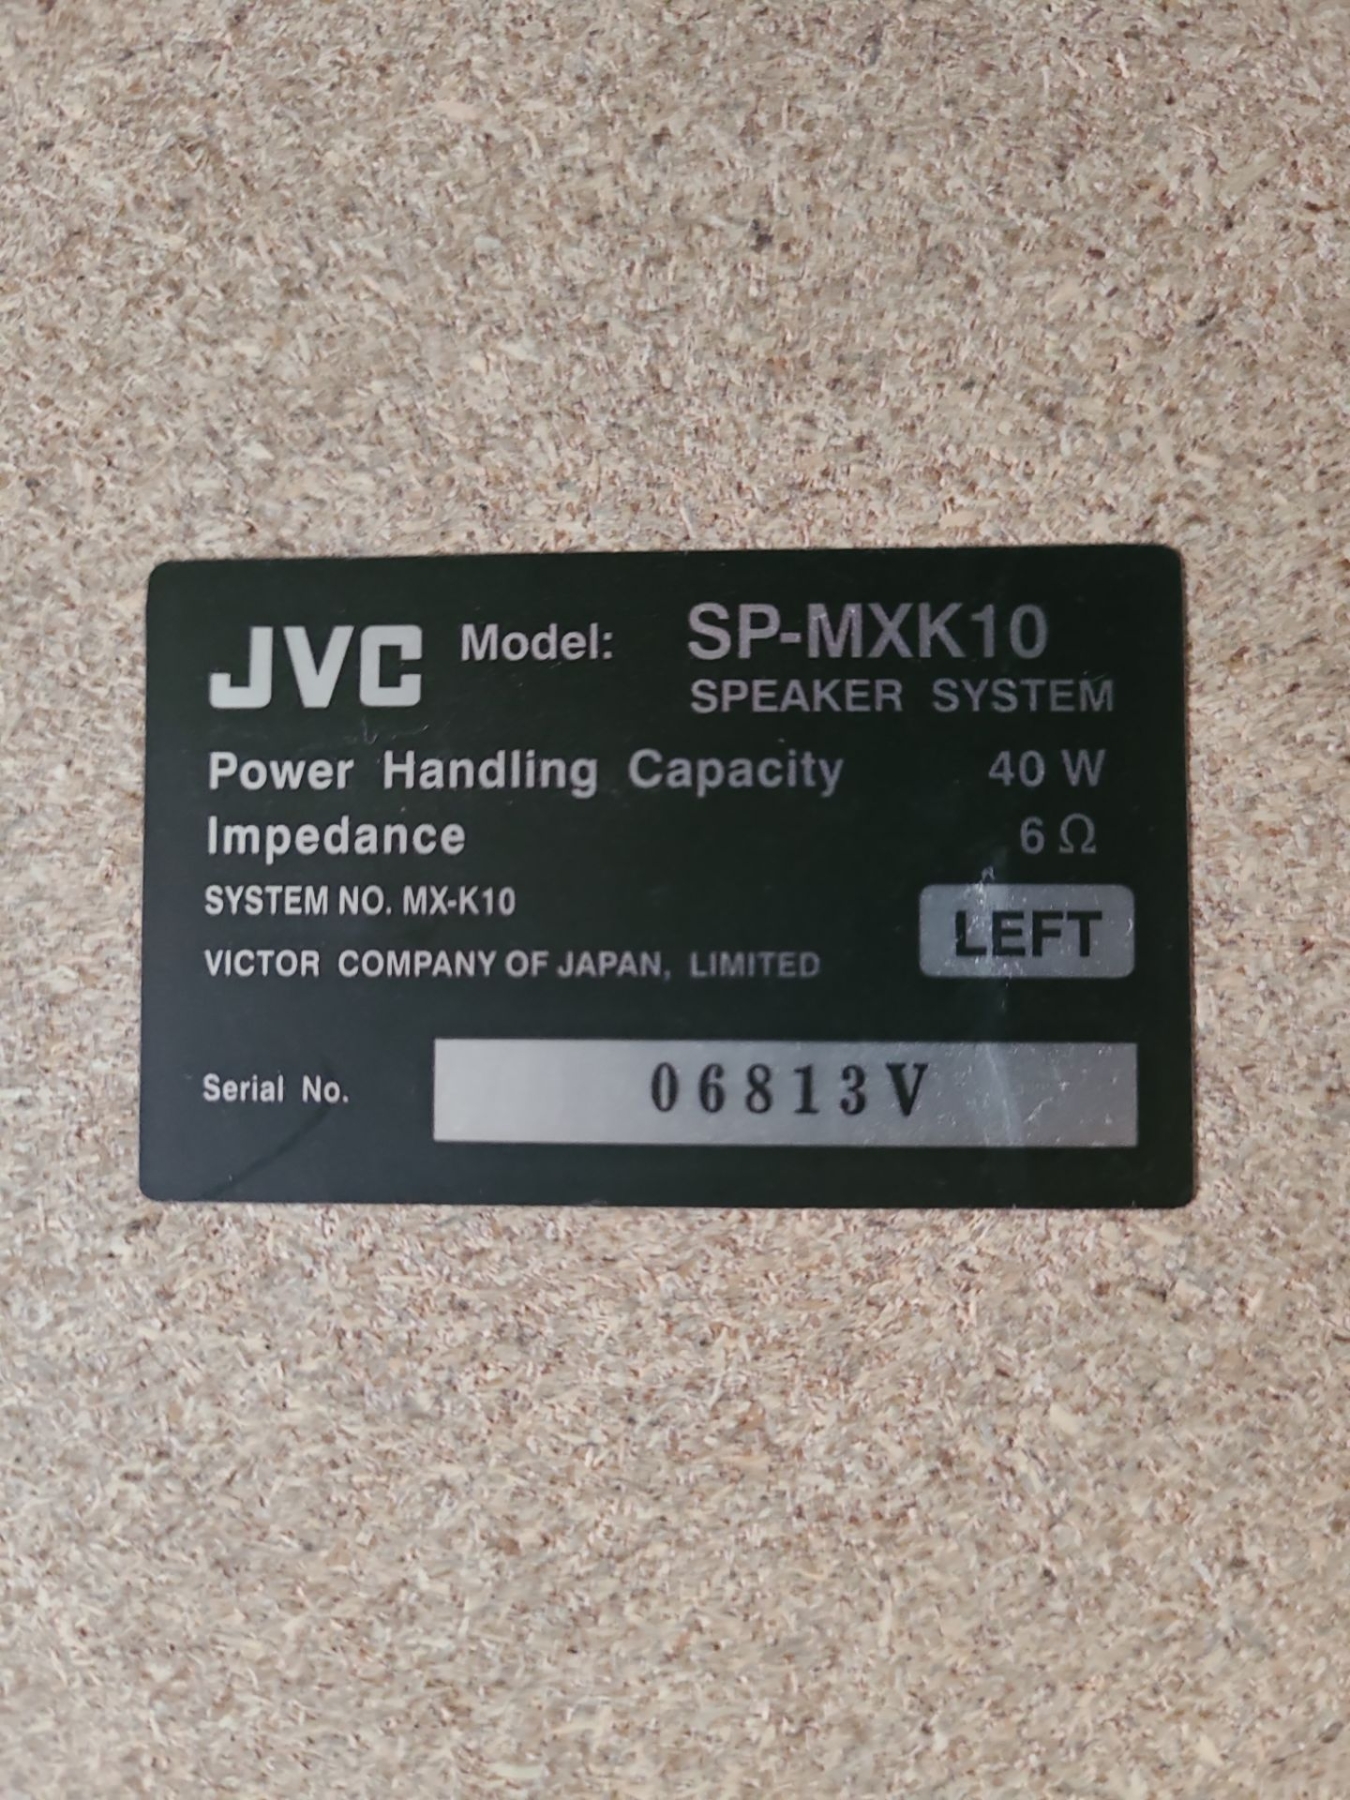 JVC Model: SP-MXK10
SPEAKER SYSTEM
Power Handling Capacity 40 W
Impedance 6 Ω
SYSTEM NO. MX-K10
LEFT
VICTOR COMPANY OF JAPAN, LIMITED
Serial No. 06813V